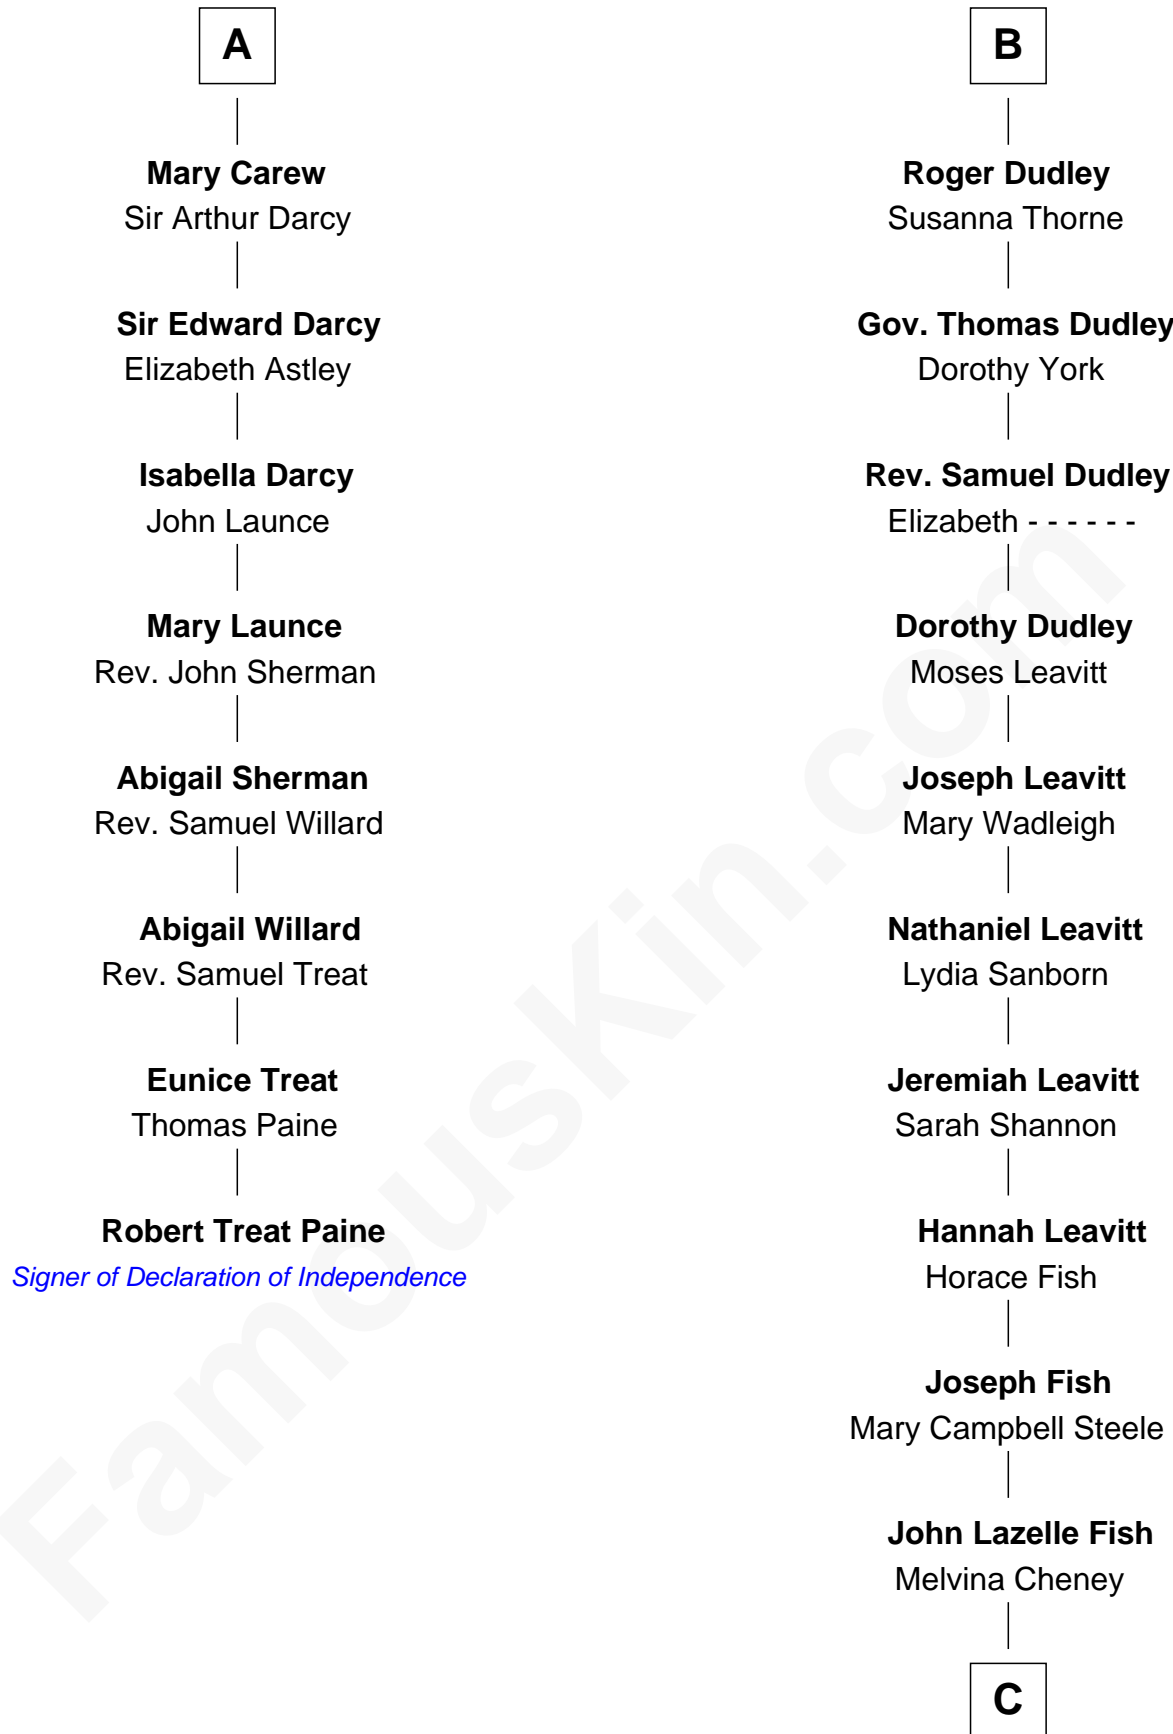 A
Mary Carew
Sir Arthur Darcy
Sir Edward Darcy
Elizabeth Astley
Isabella Darcy
John Launce
Mary Launce
Rev. John Sherman
Abigail Sherman
Rev. Samuel Willard
Abigail Willard
Rev. Samuel Treat
Eunice Treat
Thomas Paine
Robert Treat Paine
Signer of Declaration of Independence
B
Roger Dudley
Susanna Thorne
Gov. Thomas Dudley
Dorothy York
Rev. Samuel Dudley
Elizabeth - - - - - -
Dorothy Dudley
Moses Leavitt
Joseph Leavitt
Mary Wadleigh
Nathaniel Leavitt
Lydia Sanborn
Jeremiah Leavitt
Sarah Shannon
Hannah Leavitt
Horace Fish
Joseph Fish
Mary Campbell Steele
John Lazelle Fish
Melvina Cheney
C
FamousKin.com